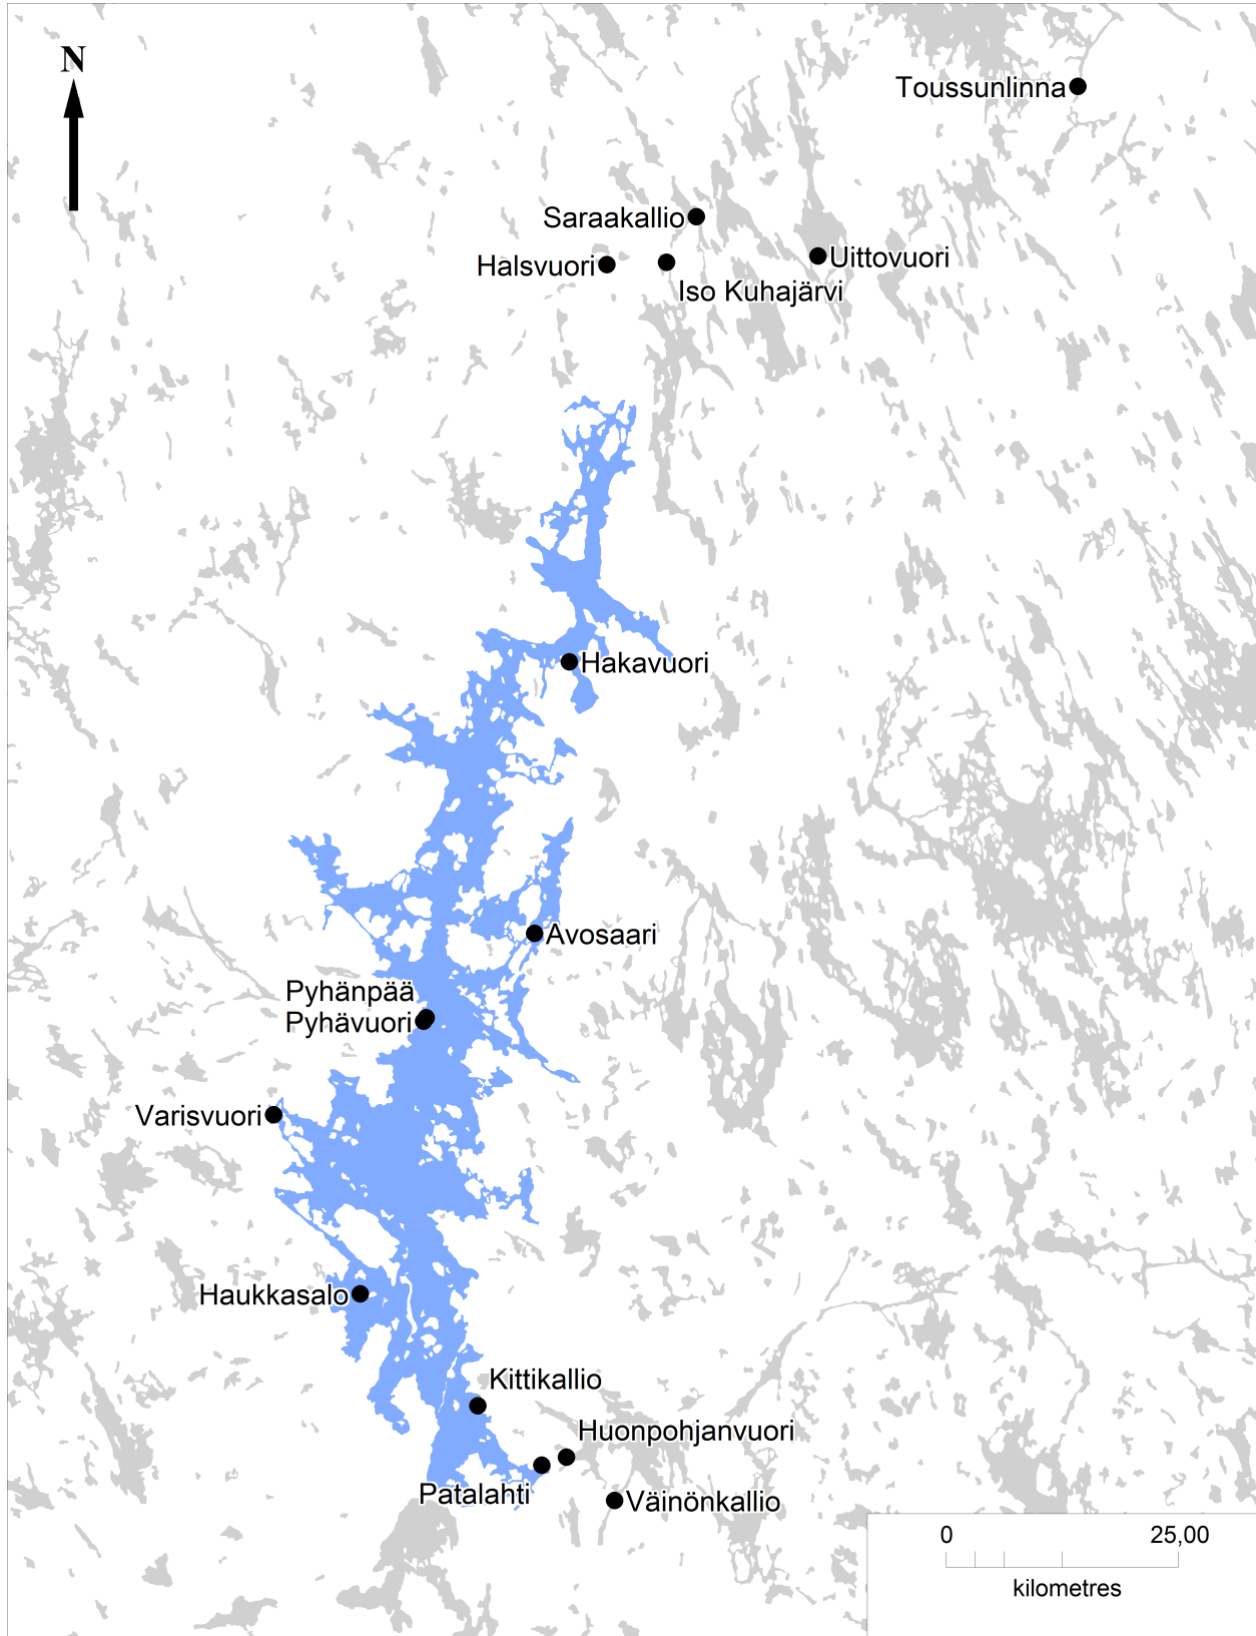 N
Toussunlinna
Saraakallio
Halsvuori
Uittovuori
Iso Kuhajärvi
Hakavuori
Avosaari
Pyhänpää
Pyhävuori
Varisvuori
Haukkasalo
Kittikallio
Huonpohjanvuori
Patalahti
Väinönkallio
0 25,00
kilometres